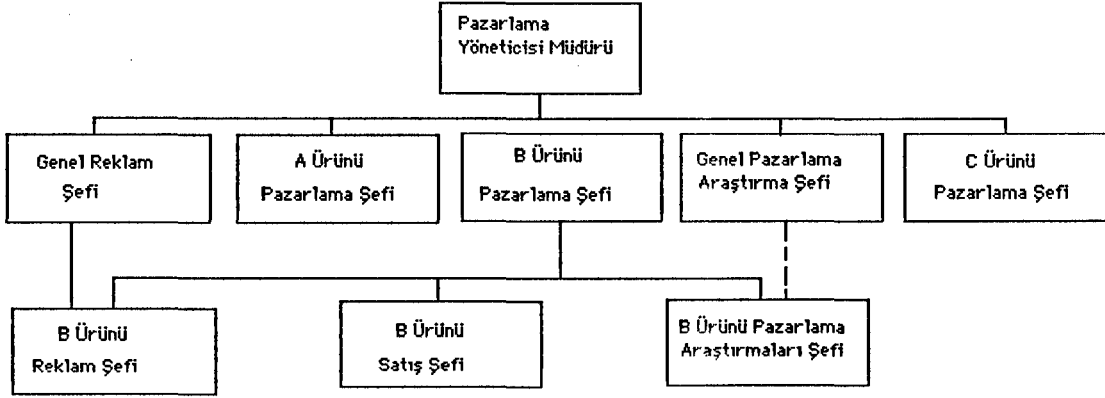 Pazarlama
Yöneticisi Müdürü
Genel Reklam
Şefi
A Ürünü
Pazarlama Şefi
B Ürünü
Pazarlama Şefi
Genel Pazarlama
Araştırma Şefi
C Ürünü
Pazarlama Şefi
B Ürünü
Reklam Şefi
B Ürünü
Satış Şefi
B Ürünü Pazarlama
Araştırmaları Şefi